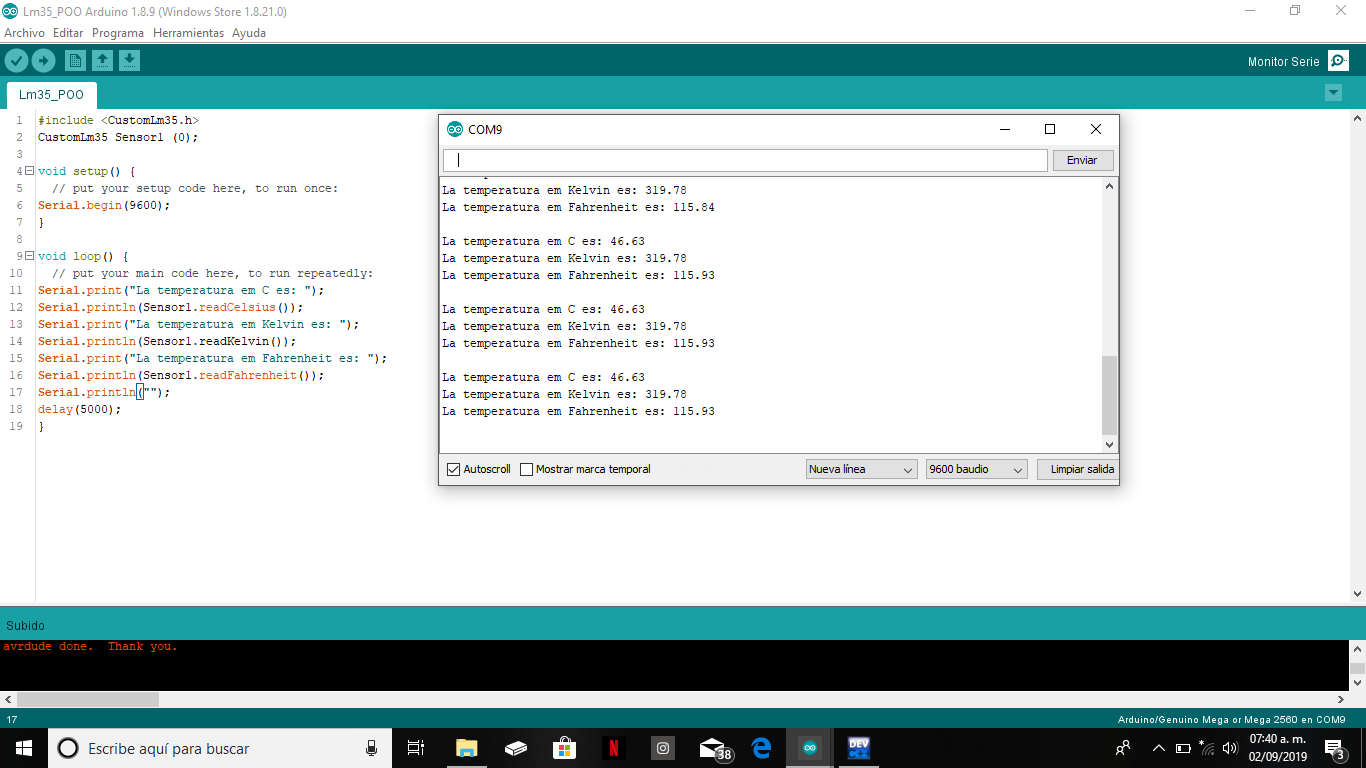 Lm35_POO Arduino 1.8.9 (Windows Store 1.8.21.0)
Archivo Editar Programa Herramientas Ayuda
Monitor Serie
Lm35_POO
1 #include <CustomLm35.h>
2 CustomLm35 Sensor1 (0);
3
4 void setup() {
5 // put your setup code here, to run once:
6 Serial.begin(9600);
7 }
8
9 void loop() {
10 // put your main code here, to run repeatedly:
11 Serial.print("La temperatura em C es: ");
12 Serial.println(Sensor1.readCelsius());
13 Serial.print("La temperatura em Kelvin es: ");
14 Serial.println(Sensor1.readKelvin());
15 Serial.print("La temperatura em Fahrenheit es: ");
16 Serial.println(Sensor1.readFahrenheit());
17 Serial.println("");
18 delay(5000);
19 }
COM9
Enviar
La temperatura em Kelvin es: 319.78
La temperatura em Fahrenheit es: 115.84
La temperatura em C es: 46.63
La temperatura em Kelvin es: 319.78
La temperatura em Fahrenheit es: 115.93
La temperatura em C es: 46.63
La temperatura em Kelvin es: 319.78
La temperatura em Fahrenheit es: 115.93
La temperatura em C es: 46.63
La temperatura em Kelvin es: 319.78
La temperatura em Fahrenheit es: 115.93
Autoscroll Mostrar marca temporal Nueva línea 9600 baudio Limpiar salida
Subido
avrdude done. Thank you.
17 Arduino/Genuino Mega or Mega 2560 en COM9
Escribe aquí para buscar
N
38
DEV
07:40 a. m.
02/09/2019
3